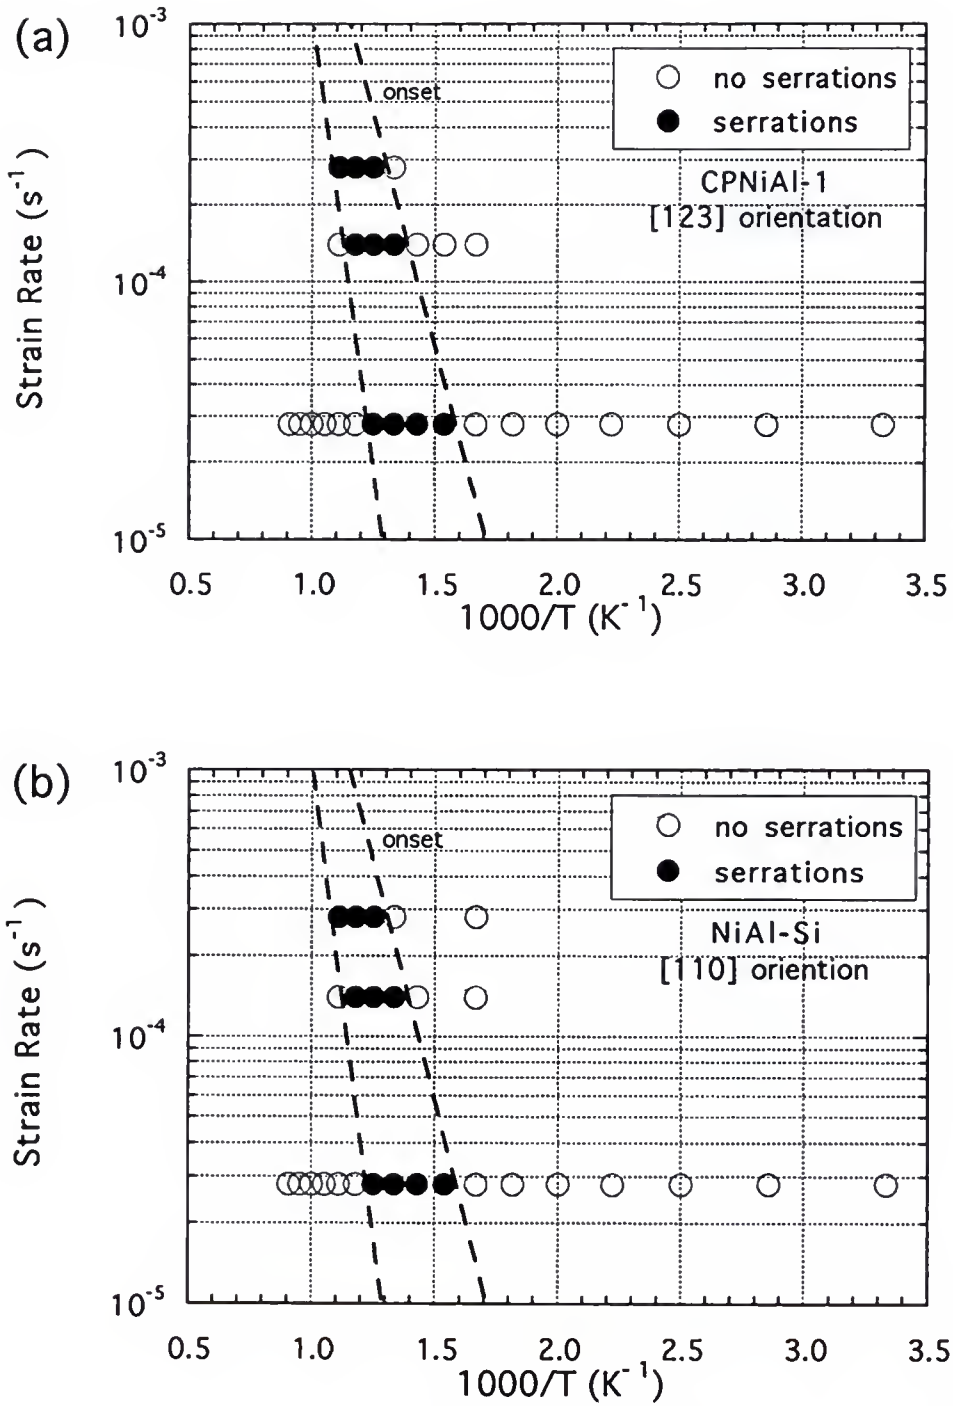 (a)
10-3
onset
no serrations
serrations
CPNiAl-1
[123] orientation
10-4
Strain Rate (s-1)
10-5
0.5 1.0 1.5 2.0 2.5 3.0 3.5
1000/T (K-1)
(b)
10-3
onset
no serrations
serrations
NiAl-Si
[110] oriention
10-4
Strain Rate (s-1)
10-5
0.5 1.0 1.5 2.0 2.5 3.0 3.5
1000/T (K-1)